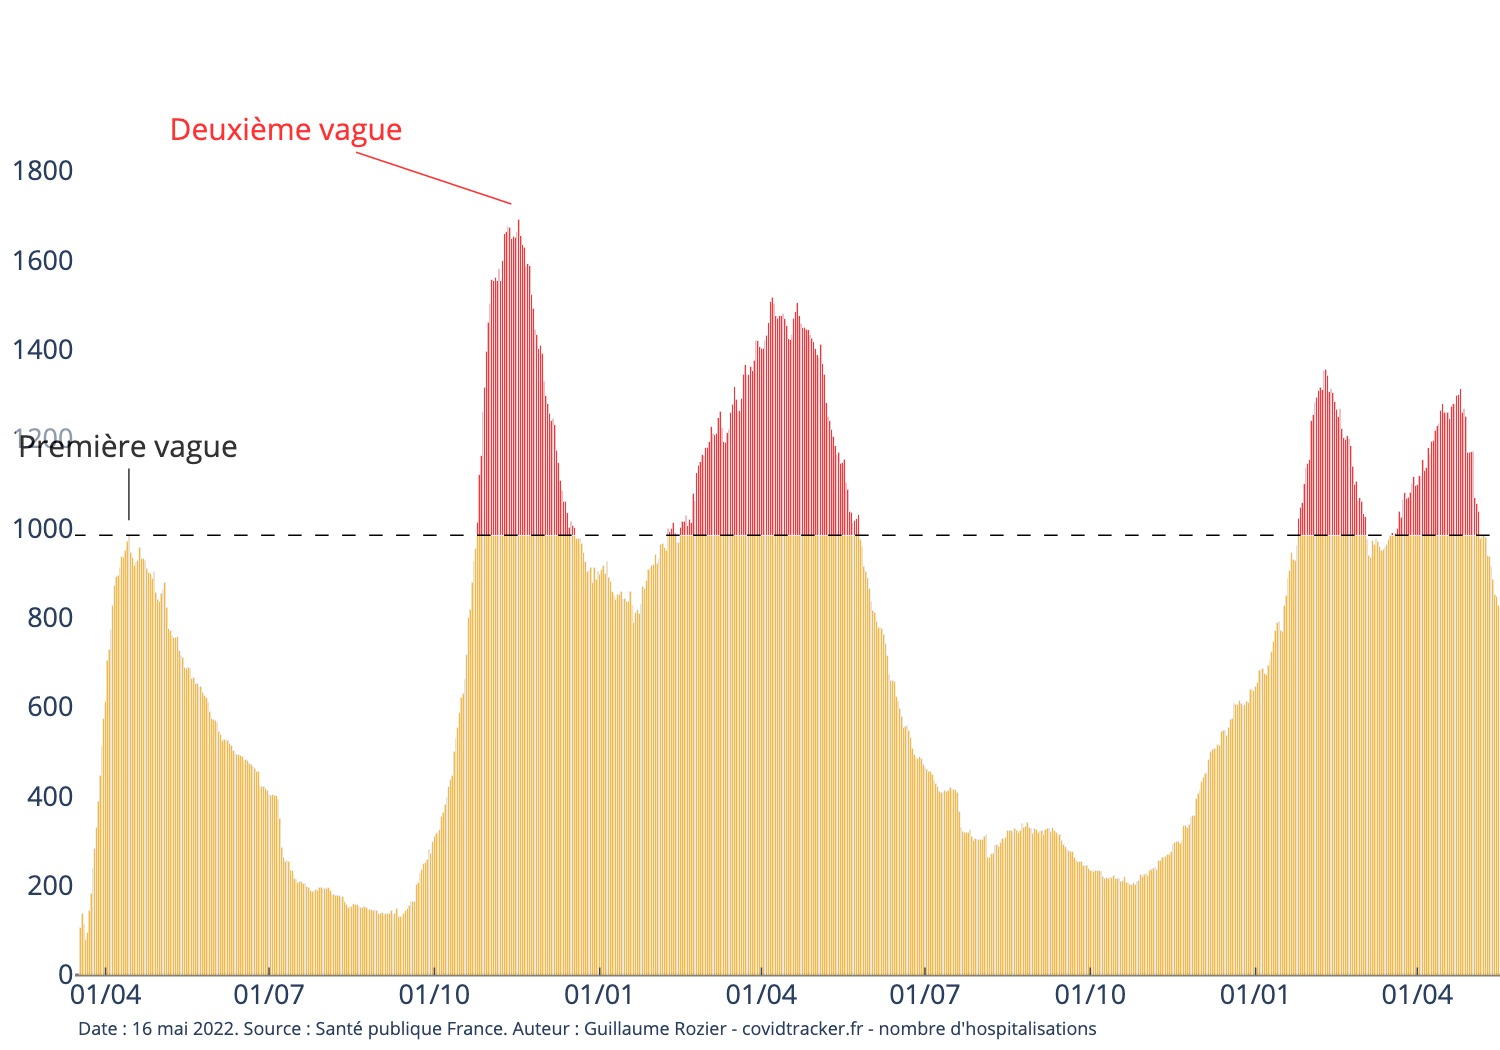 Deuxième vague
1800
1600
1400
1200
Première vague
1000
800
600
400
200
0
01/04 01/07 01/10 01/01 01/04 01/07 01/10 01/01 01/04
Date : 16 mai 2022. Source : Santé publique France. Auteur : Guillaume Rozier - covidtracker.fr - nombre d'hospitalisations